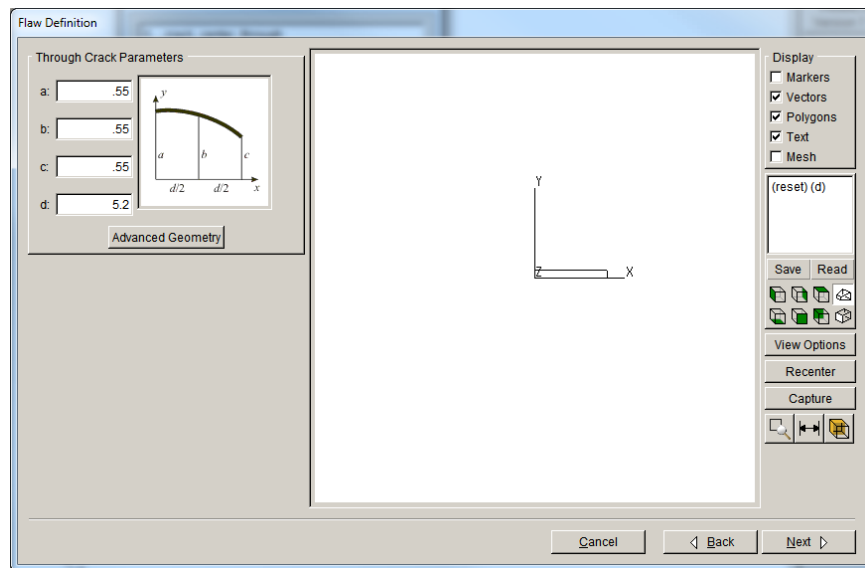 Flaw Definition
Through Crack Parameters
a: .55
b: .55
c: .55
d: 5.2
y
a
b
c
d/2 d/2 x
Advanced Geometry
Y
Z X
Display
Markers
Vectors
Polygons
Text
Mesh
(reset) (d)
Save Read
View Options
Recenter
Capture
Cancel Back Next